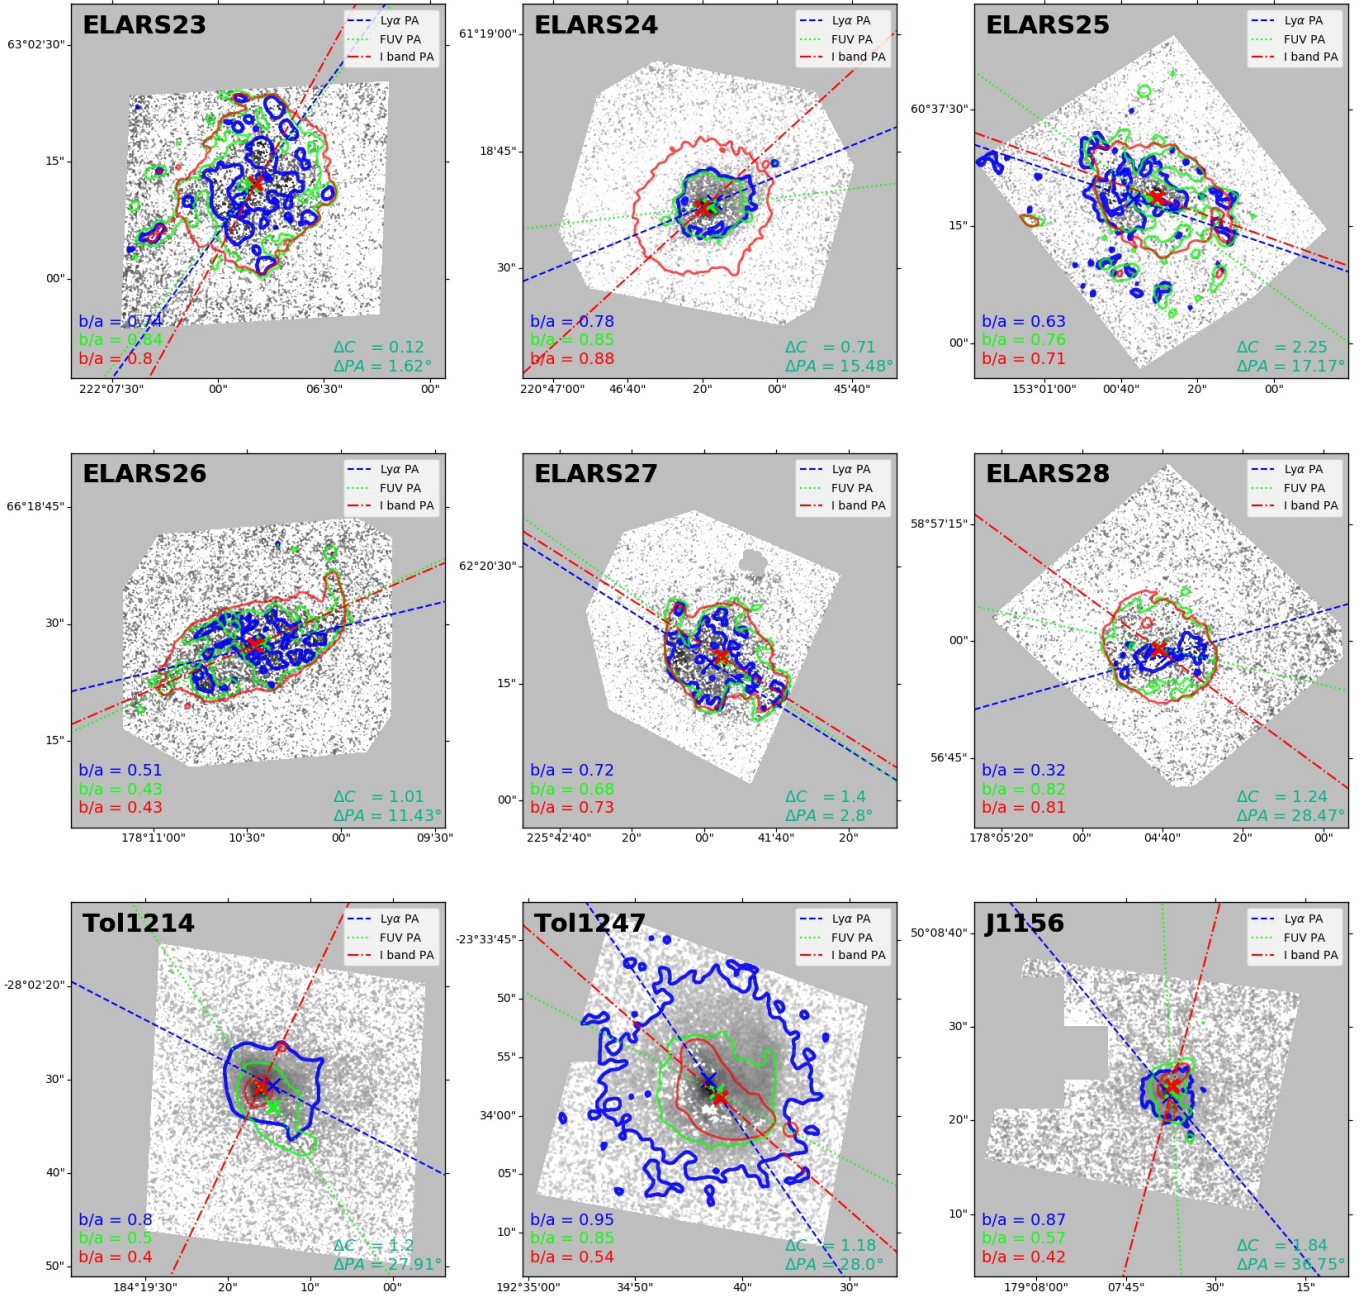 ELARS23
Lyα PA
FUV PA
I band PA
63°02'30"
15"
00"
b/a = 0.74
b/a = 0.84
b/a = 0.8
ΔC = 0.12
ΔPA = 1.62°
222°07'30" 00" 06'30" 00"
ELARS24
Lyα PA
FUV PA
I band PA
61°19'00"
18'45"
30"
b/a = 0.78
b/a = 0.85
b/a = 0.88
ΔC = 0.71
ΔPA = 15.48°
220°47'00" 46'40" 20" 00" 45'40"
ELARS25
Lyα PA
FUV PA
I band PA
60°37'30"
15"
00"
b/a = 0.63
b/a = 0.76
b/a = 0.71
ΔC = 2.25
ΔPA = 17.17°
153°01'00" 00'40" 20" 00"
ELARS26
Lyα PA
FUV PA
I band PA
66°18'45"
30"
15"
b/a = 0.51
b/a = 0.43
b/a = 0.43
ΔC = 1.01
ΔPA = 11.43°
178°11'00" 10'30" 00" 09'30"
ELARS27
Lyα PA
FUV PA
I band PA
62°20'30"
15"
00"
b/a = 0.72
b/a = 0.68
b/a = 0.73
ΔC = 1.4
ΔPA = 2.8°
225°42'40" 20" 00" 41'40" 20"
ELARS28
Lyα PA
FUV PA
I band PA
58°57'15"
00"
56'45"
b/a = 0.32
b/a = 0.82
b/a = 0.81
ΔC = 1.24
ΔPA = 28.47°
178°05'20" 00" 04'40" 20" 00"
Tol1214
Lyα PA
FUV PA
I band PA
-28°02'20"
30"
40"
50"
b/a = 0.8
b/a = 0.5
b/a = 0.4
ΔC = 1.2
ΔPA = 27.91°
184°19'30" 20" 10" 00"
Tol1247
Lyα PA
FUV PA
I band PA
-23°33'45"
50"
55"
34'00"
05"
10"
b/a = 0.95
b/a = 0.85
b/a = 0.54
ΔC = 1.18
ΔPA = 28.0°
192°35'00" 34'50" 40" 30"
J1156
Lyα PA
FUV PA
I band PA
50°08'40"
30"
20"
10"
b/a = 0.87
b/a = 0.57
b/a = 0.42
ΔC = 1.84
ΔPA = 36.75°
179°08'00" 07'45" 30" 15"